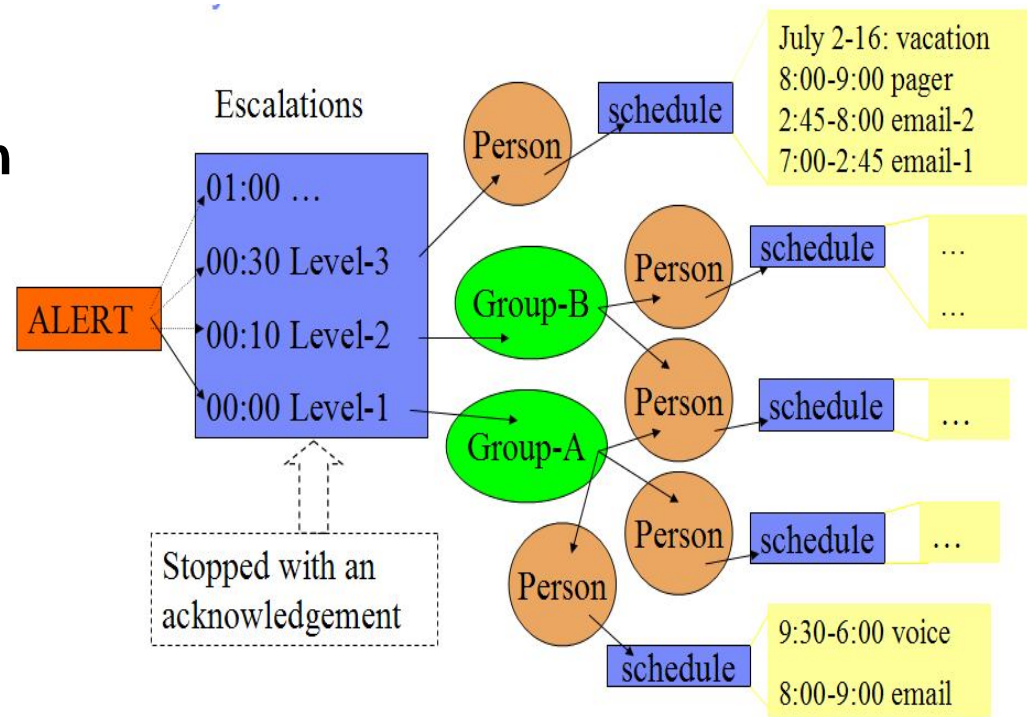 Escalations
n
ALERT
01:00 …
00:30 Level-3
00:10 Level-2
00:00 Level-1
Stopped with an
acknowledgement
Person
schedule
July 2-16: vacation
8:00-9:00 pager
2:45-8:00 email-2
7:00-2:45 email-1
Group-B
Person
schedule
…
…
Person
schedule
…
Group-A
Person
schedule
…
Person
schedule
9:30-6:00 voice
8:00-9:00 email